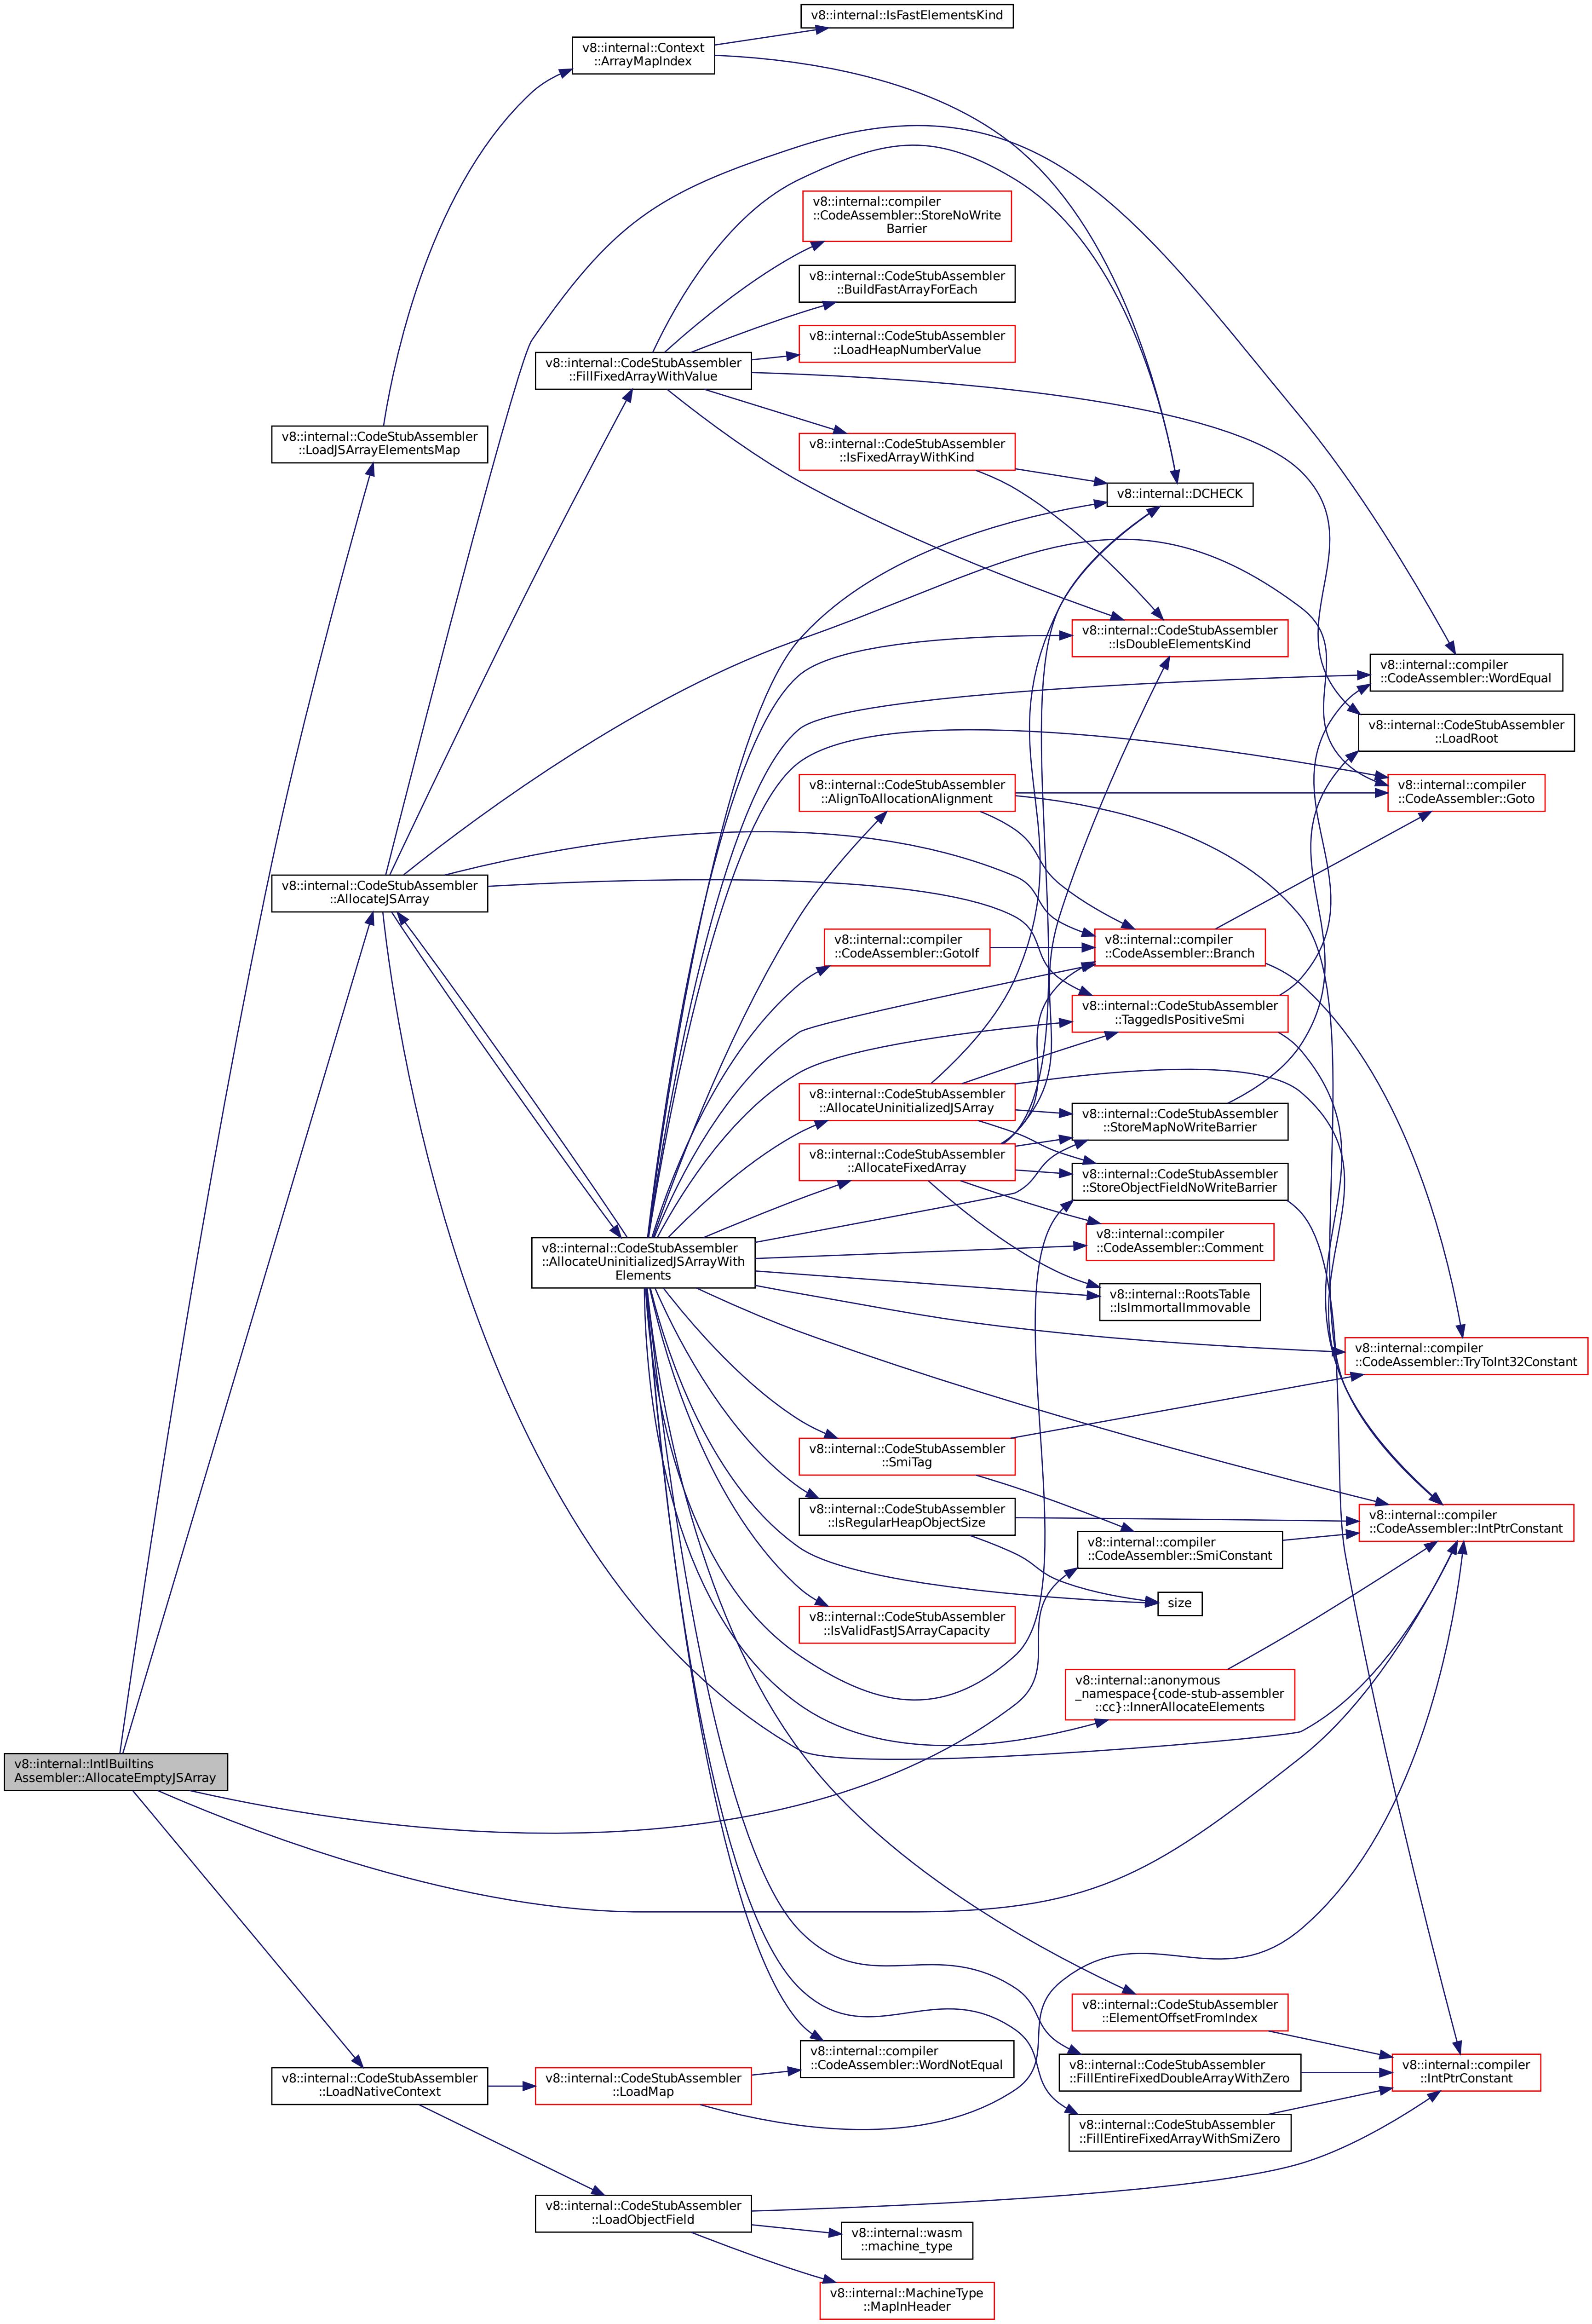 v8::internal::IsFastElementsKind
v8::internal::Context
::ArrayMapIndex
v8::internal::compiler
::CodeAssembler::StoreNoWrite
Barrier
v8::internal::CodeStubAssembler
::BuildFastArrayForEach
v8::internal::CodeStubAssembler
::LoadHeapNumberValue
v8::internal::CodeStubAssembler
::FillFixedArrayWithValue
v8::internal::CodeStubAssembler
::LoadJSArrayElementsMap
v8::internal::CodeStubAssembler
::IsFixedArrayWithKind
v8::internal::DCHECK
v8::internal::CodeStubAssembler
::IsDoubleElementsKind
v8::internal::compiler
::CodeAssembler::WordEqual
v8::internal::CodeStubAssembler
::LoadRoot
v8::internal::CodeStubAssembler
::AlignToAllocationAlignment
v8::internal::compiler
::CodeAssembler::Goto
v8::internal::CodeStubAssembler
::AllocateJSArray
v8::internal::compiler
::CodeAssembler::GotoIf
v8::internal::compiler
::CodeAssembler::Branch
v8::internal::CodeStubAssembler
::TaggedIsPositiveSmi
v8::internal::CodeStubAssembler
::AllocateUninitializedJSArray
v8::internal::CodeStubAssembler
::StoreMapNoWriteBarrier
v8::internal::CodeStubAssembler
::AllocateFixedArray
v8::internal::CodeStubAssembler
::StoreObjectFieldNoWriteBarrier
v8::internal::CodeStubAssembler
::AllocateUninitializedJSArrayWith
Elements
v8::internal::compiler
::CodeAssembler::Comment
v8::internal::RootsTable
::IsImmortalImmovable
v8::internal::compiler
::CodeAssembler::TryToInt32Constant
v8::internal::CodeStubAssembler
::SmiTag
v8::internal::CodeStubAssembler
::IsRegularHeapObjectSize
v8::internal::compiler
::CodeAssembler::IntPtrConstant
v8::internal::compiler
::CodeAssembler::SmiConstant
size
v8::internal::CodeStubAssembler
::IsValidFastJSArrayCapacity
v8::internal::anonymous
_namespace{code-stub-assembler
::cc}::InnerAllocateElements
v8::internal::IntlBuiltins
Assembler::AllocateEmptyJSArray
v8::internal::CodeStubAssembler
::ElementOffsetFromIndex
v8::internal::compiler
::CodeAssembler::WordNotEqual
v8::internal::CodeStubAssembler
::FillEntireFixedDoubleArrayWithZero
v8::internal::compiler
::IntPtrConstant
v8::internal::CodeStubAssembler
::LoadNativeContext
v8::internal::CodeStubAssembler
::LoadMap
v8::internal::CodeStubAssembler
::FillEntireFixedArrayWithSmiZero
v8::internal::CodeStubAssembler
::LoadObjectField
v8::internal::wasm
::machine_type
v8::internal::MachineType
::MapInHeader